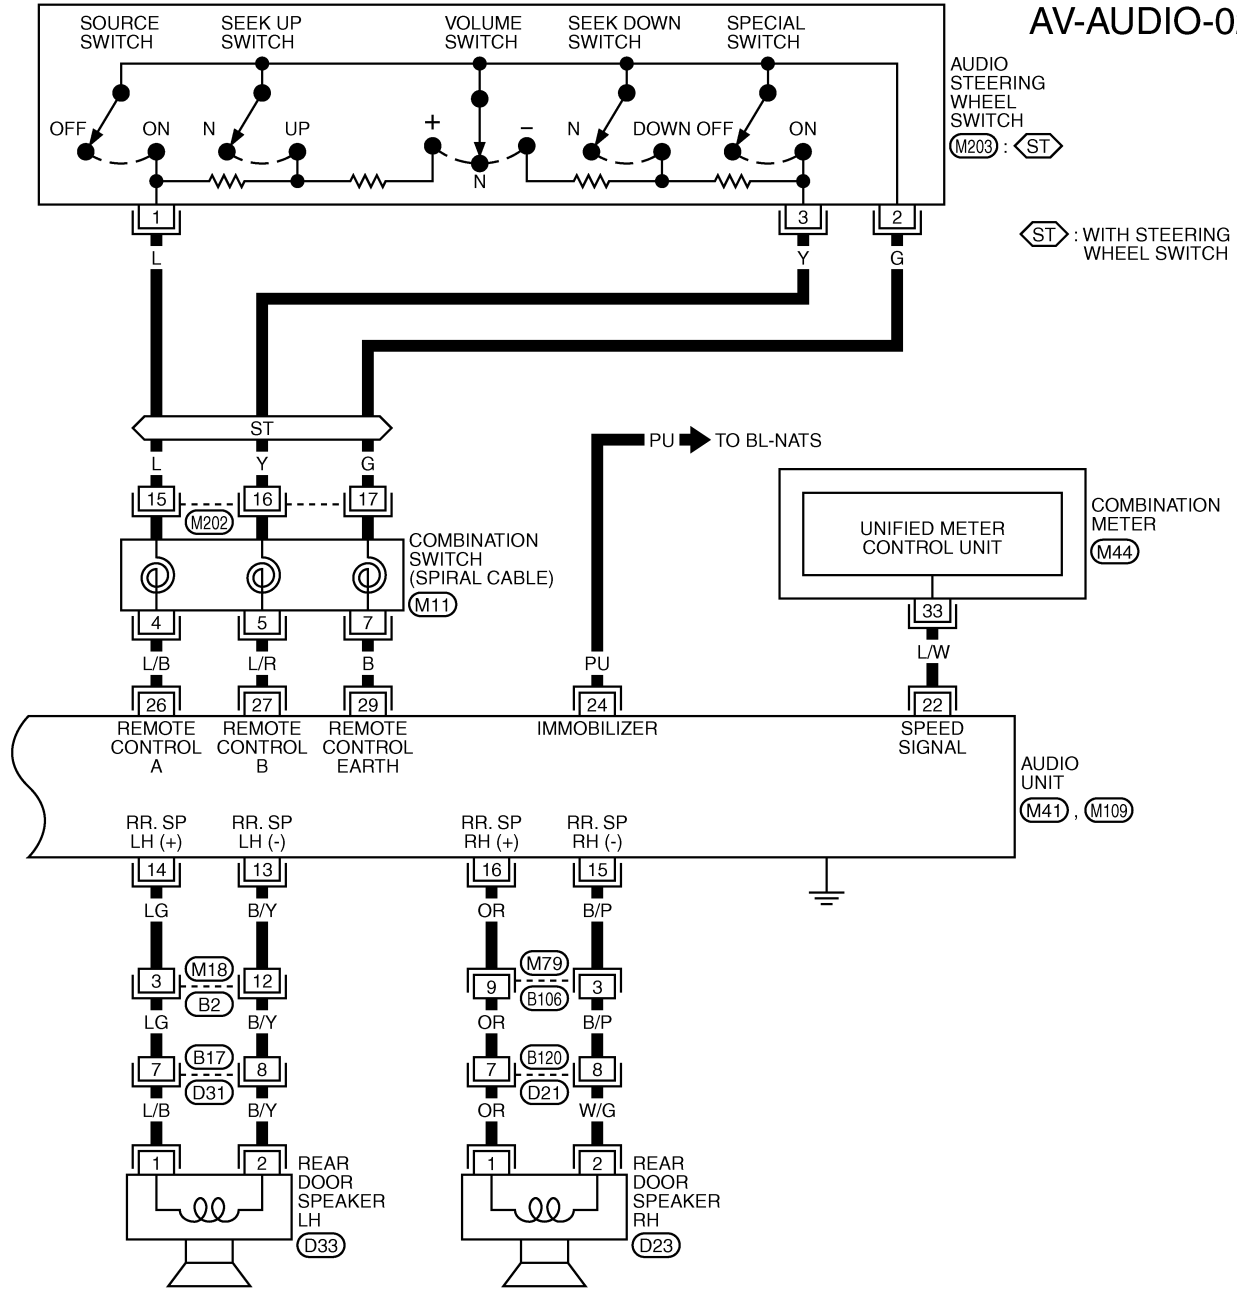 AV-AUDIO-0
SOURCE SWITCH
SEEK UP SWITCH
VOLUME SWITCH
SEEK DOWN SWITCH
SPECIAL SWITCH
AUDIO STEERING WHEEL SWITCH
M203 : ST
OFF ON N UP + − N DOWN OFF ON
N
1 3 2
ST : WITH STEERING WHEEL SWITCH
L Y G
ST
PU TO BL-NATS
L Y G
15 16 17
M202
COMBINATION SWITCH (SPIRAL CABLE)
M11
UNIFIED METER CONTROL UNIT
COMBINATION METER
M44
4 5 7 33
L/B L/R B PU L/W
26 27 29 24 22
REMOTE CONTROL A
REMOTE CONTROL B
REMOTE CONTROL EARTH
IMMOBILIZER
SPEED SIGNAL
AUDIO UNIT
M41 , M109
RR. SP LH (+)
RR. SP LH (-)
RR. SP RH (+)
RR. SP RH (-)
14 13 16 15
LG B/Y OR B/P
3 M18 12 9 M79 3
B2 B106
LG B/Y OR B/P
7 B17 8 7 B120 8
D31 D21
L/B B/Y OR W/G
1 2 1 2
REAR DOOR SPEAKER LH
D33
REAR DOOR SPEAKER RH
D23